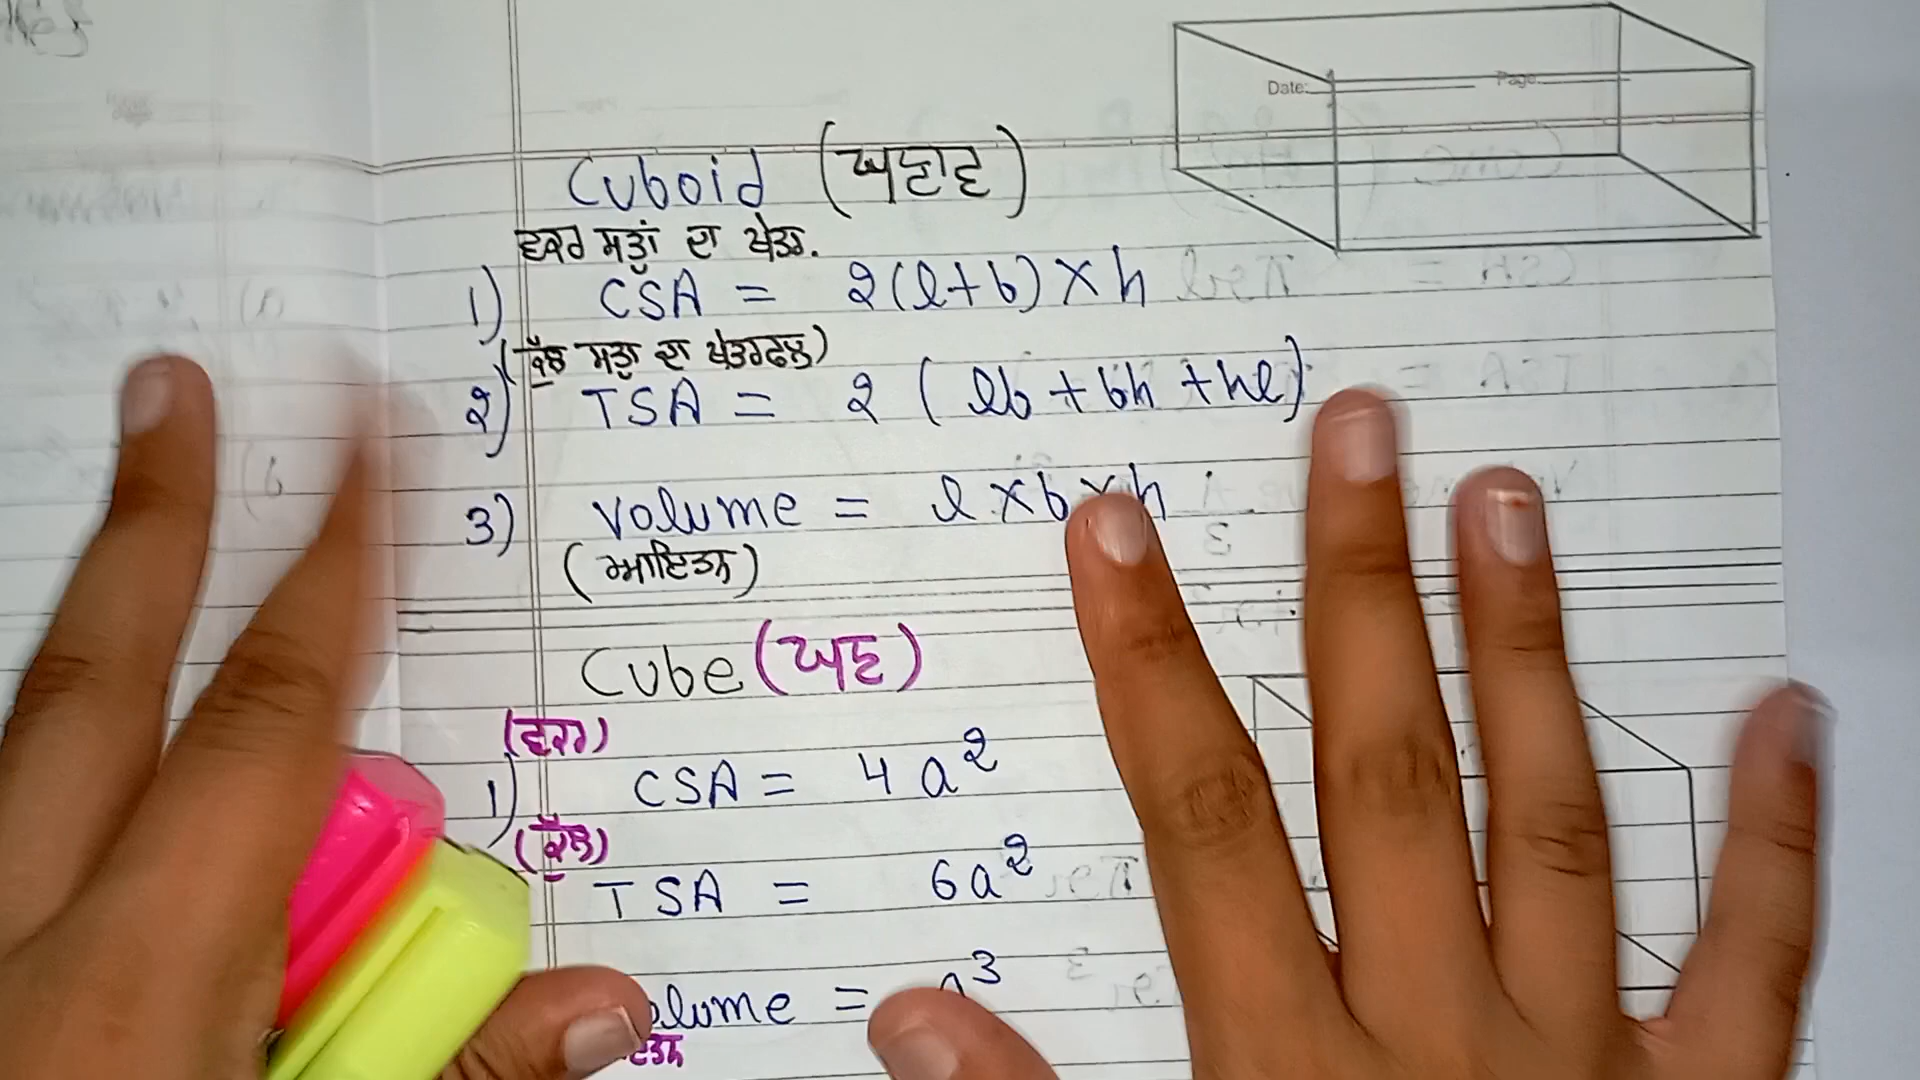 Date: Page:
Cuboid (ਘਣਾਵ)
ਵਕਰ ਸਤ੍ਹਾਂ ਦਾ ਖੇਤਰ.
1) CSA = 2(l+b) × h
(ਕੁੱਲ ਸਤ੍ਹਾ ਦਾ ਖੇਤਰਫਲ)
2) TSA = 2 (lb + bh + hl)
3) Volume = l × b × h
(ਆਇਤਨ)
Cube (ਘਣ)
(ਵਕਰ)
1) CSA = 4a²
(ਕੁੱਲ)
TSA = 6a²
olume = a³
ਇਤਨ